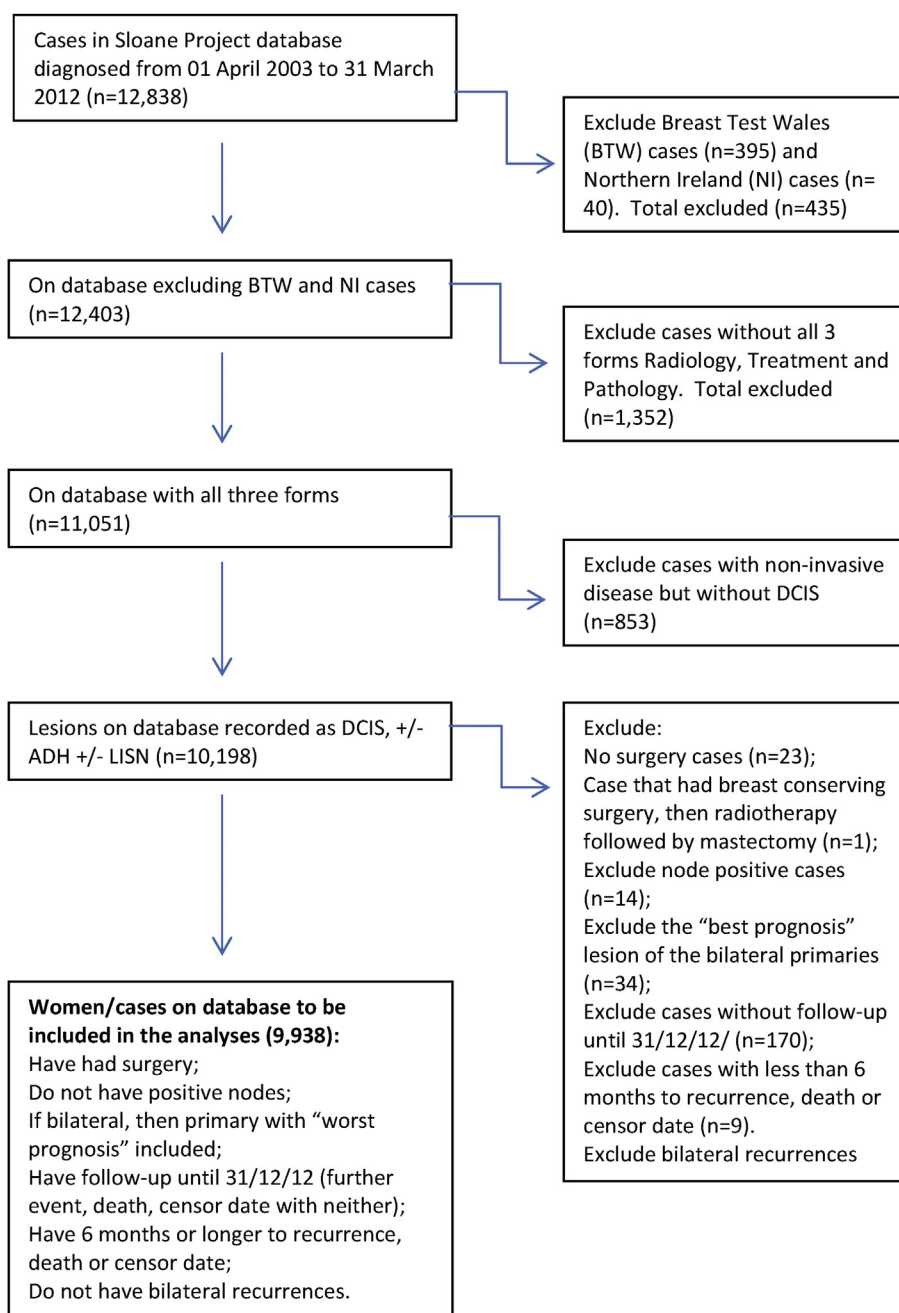 Cases in Sloane Project database
diagnosed from 01 April 2003 to 31 March
2012 (n=12,838)
Exclude Breast Test Wales
(BTW) cases (n=395) and
Northern Ireland (NI) cases (n=
40).  Total excluded (n=435)
On database excluding BTW and NI cases
(n=12,403)
Exclude cases without all 3
forms Radiology, Treatment and
Pathology.  Total excluded
(n=1,352)
On database with all three forms
(n=11,051)
Exclude cases with non-invasive
disease but without DCIS
(n=853)
Lesions on database recorded as DCIS, +/-
ADH +/- LISN (n=10,198)
Exclude:
No surgery cases (n=23);
Case that had breast conserving
surgery, then radiotherapy
followed by mastectomy (n=1);
Exclude node positive cases
(n=14);
Exclude the “best prognosis”
lesion of the bilateral primaries
(n=34);
Exclude cases without follow-up
until 31/12/12/ (n=170);
Exclude cases with less than 6
months to recurrence, death or
censor date (n=9).
Exclude bilateral recurrences
Women/cases on database to be
included in the analyses (9,938):
Have had surgery;
Do not have positive nodes;
If bilateral, then primary with “worst
prognosis” included;
Have follow-up until 31/12/12 (further
event, death, censor date with neither);
Have 6 months or longer to recurrence,
death or censor date;
Do not have bilateral recurrences.